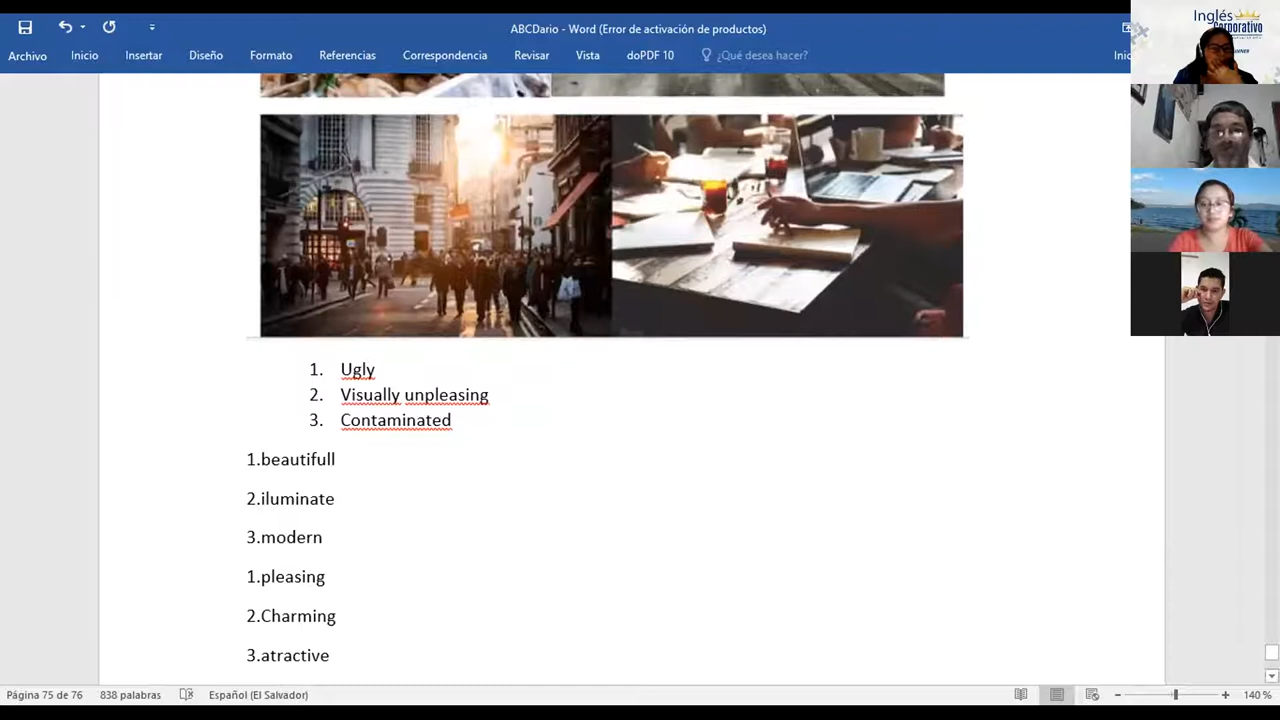 ABCDario - Word (Error de activación de productos)
Archivo Inicio Insertar Diseño Formato Referencias Correspondencia Revisar Vista doPDF 10 ¿Qué desea hacer? Inic
Inglés
Corporativo
1. Ugly
2. Visually unpleasing
3. Contaminated
1.beautifull
2.iluminate
3.modern
1.pleasing
2.Charming
3.atractive
Página 75 de 76 838 palabras Español (El Salvador) 140 %